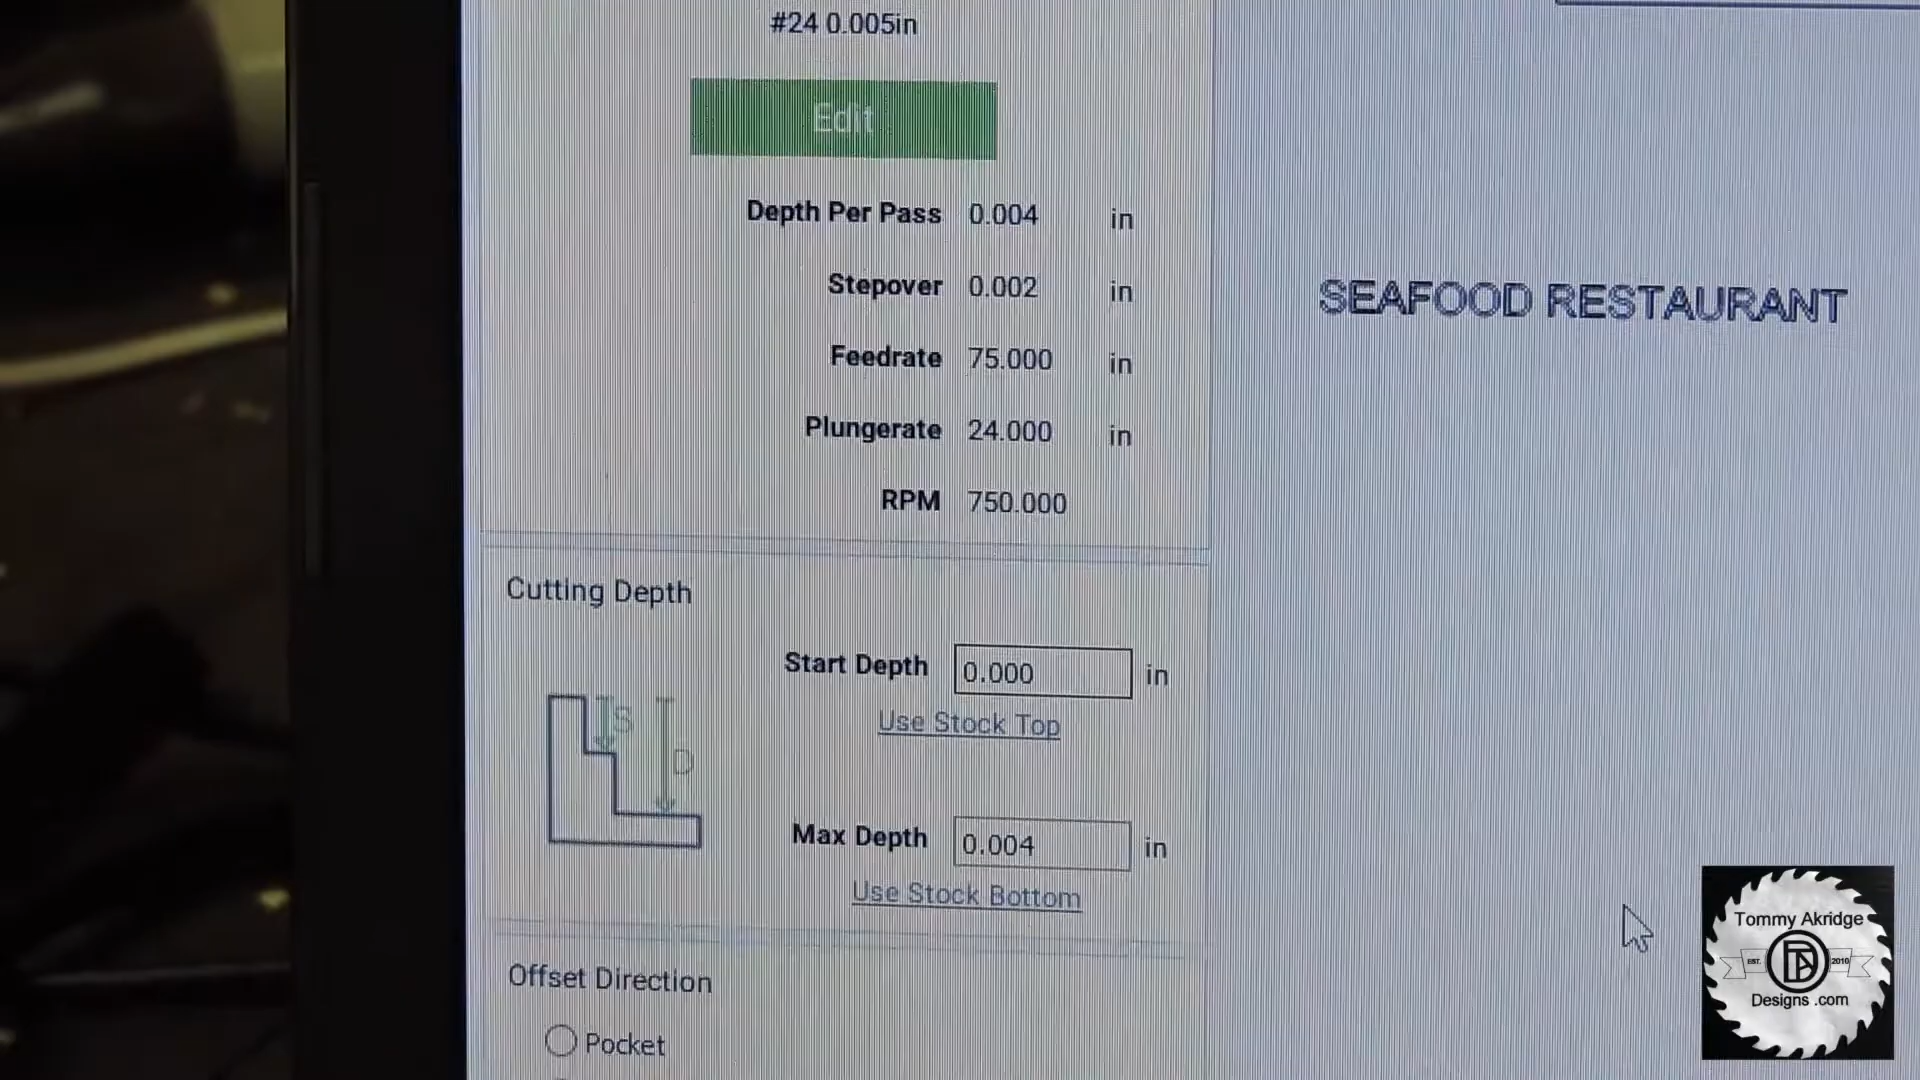 #24 0.005in
Edit
Depth Per Pass 0.004 in
Stepover 0.002 in
Feedrate 75.000 in
Plungerate 24.000 in
RPM 750.000
SEAFOOD RESTAURANT
Cutting Depth
Start Depth 0.000 in
Use Stock Top
S
D
Max Depth 0.004 in
Use Stock Bottom
Offset Direction
Pocket
Tommy Akridge
EST. 2010
Designs .com